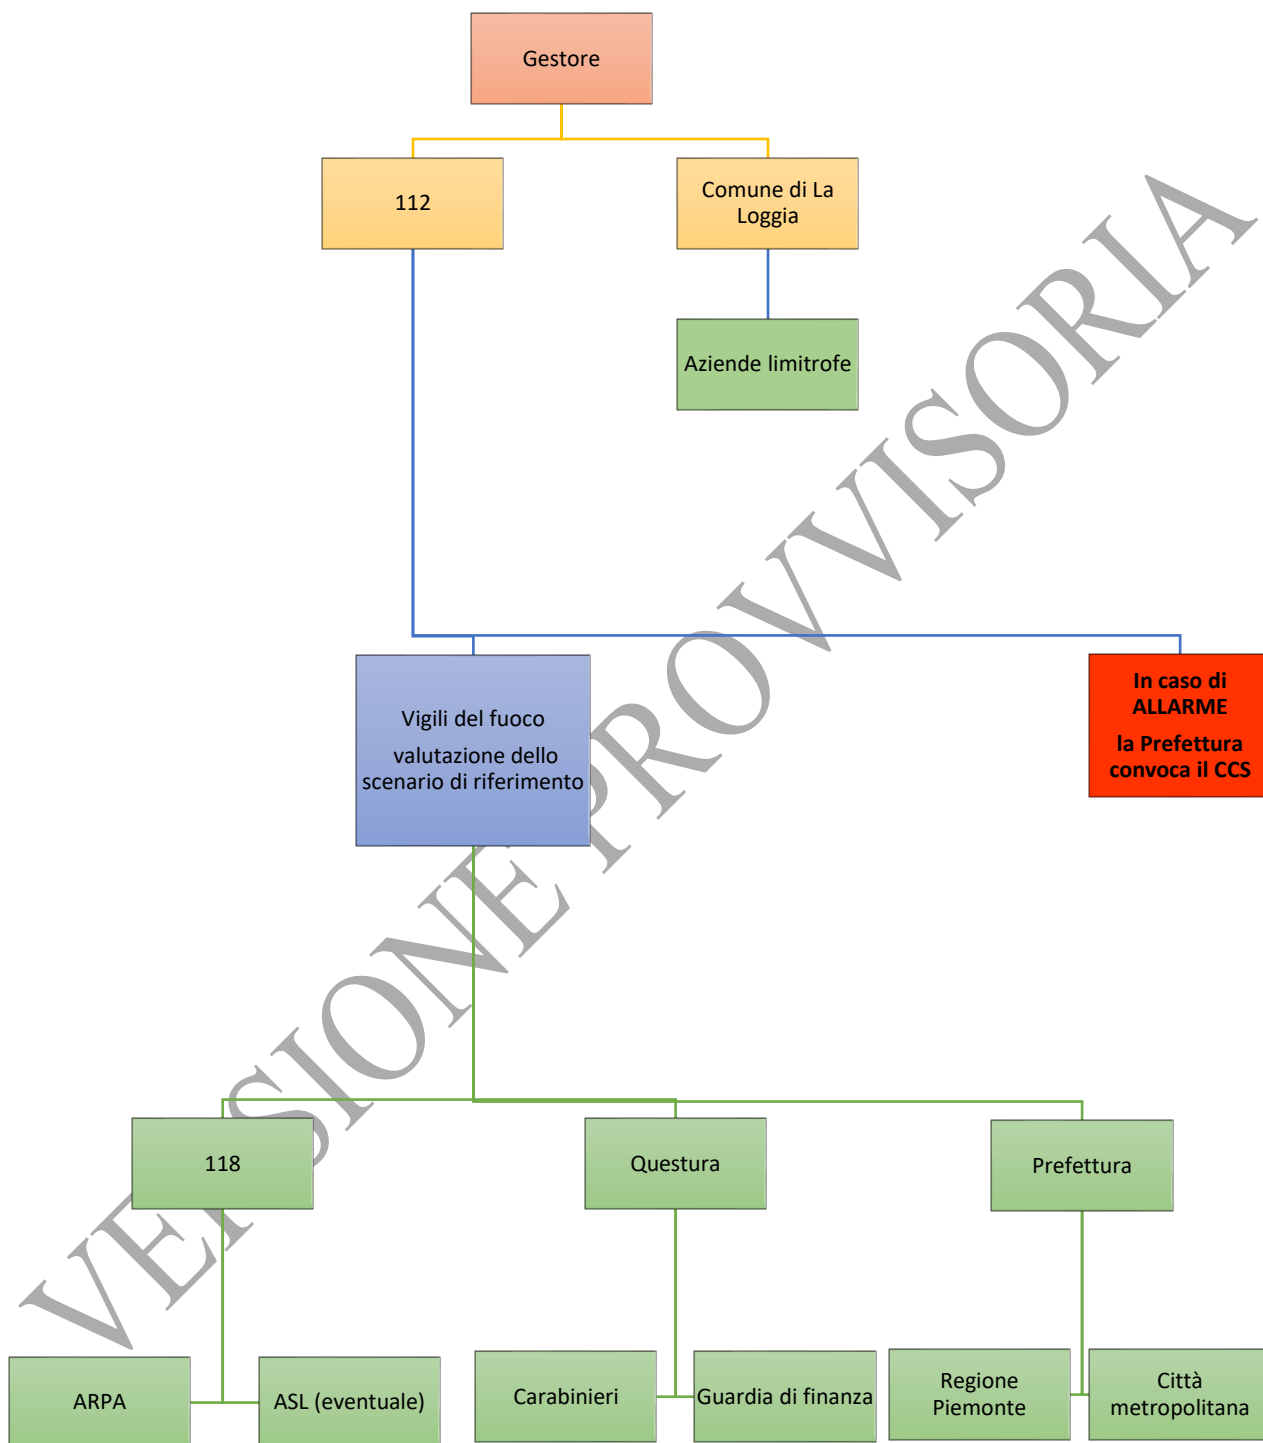 Gestore
112
Comune di La
Loggia
Aziende limitrofe
Vigili del fuoco
valutazione dello
scenario di riferimento
In caso di
ALLARME
la Prefettura
convoca il CCS
118
Questura
Prefettura
ARPA
ASL (eventuale)
Carabinieri
Guardia di finanza
Regione
Piemonte
Città
metropolitana
VERSIONE PROVVISORIA